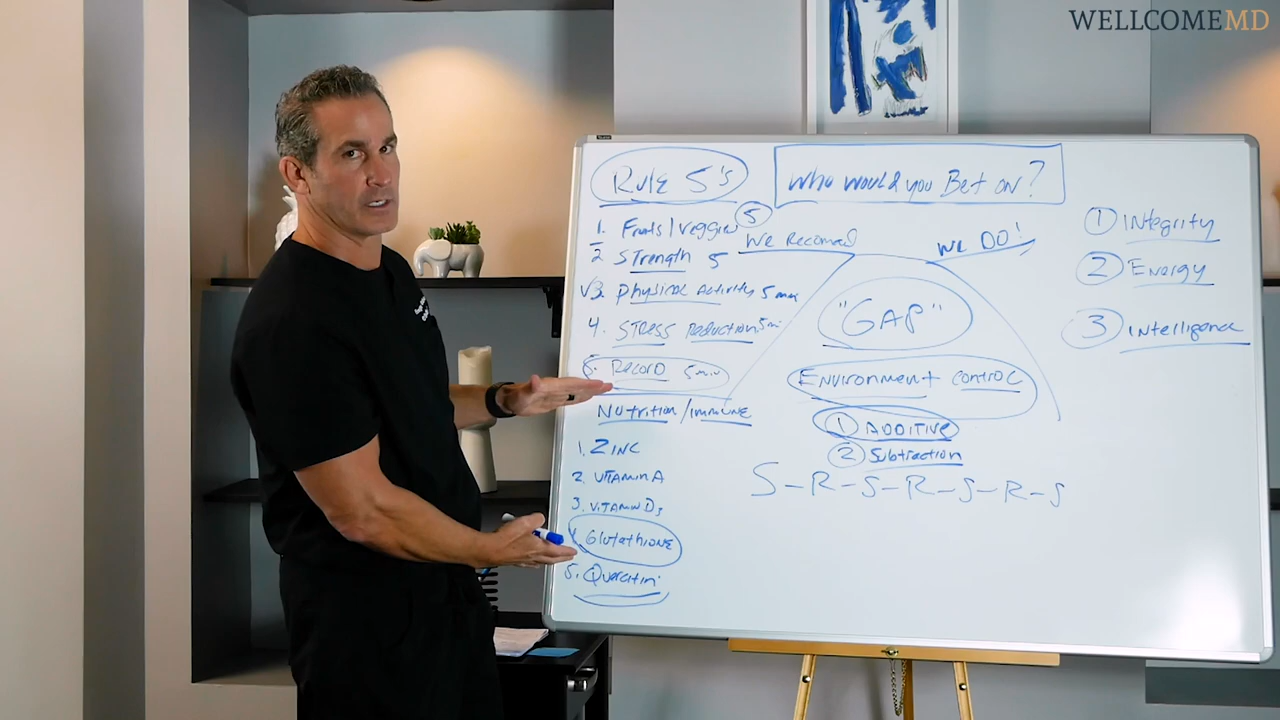 WELLCOMEMD
Rule 5's
Who would you Bet on?
1. Fruits/veggies 5
2 Strength 5
√3. Physical Activity 5 min
4. Stress Reduction 5 min
5. Record 5 min
Nutrition/immune
1. Zinc
2. Vitamin A
3. Vitamin D3
4. Glutathione
5. Quercitin
We Recomend
We DO!
"GAP"
Environment control
1 Additive
2 Subtraction
S-R-S-R-S-R-S
1 Integrity
2 Energy
3 intelligence